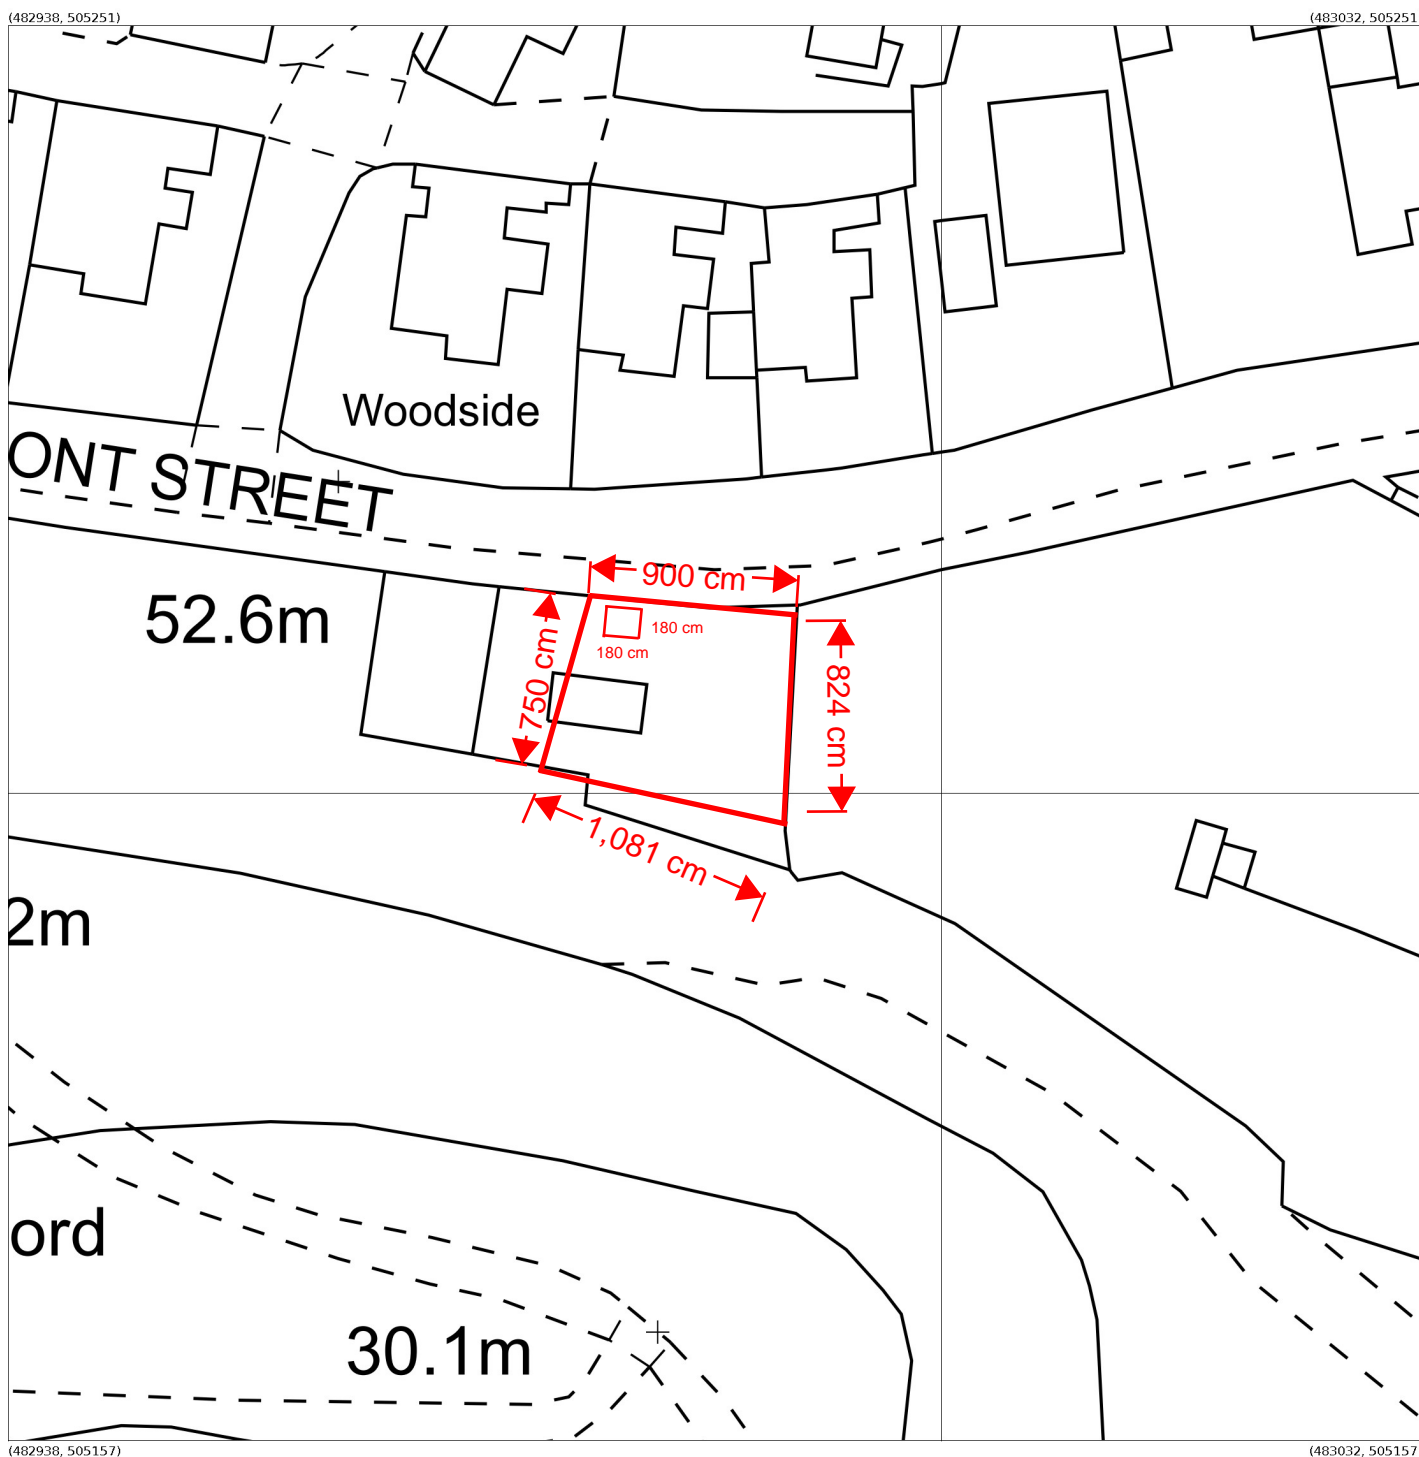 (482938, 505251)
(483032, 505251
Woodside
ONT STREET
900 cm
52.6m
180 cm
180 cm
750 cm
824 cm
1,081 cm
2m
ord
30.1m
(482938, 505157)
(483032, 505157